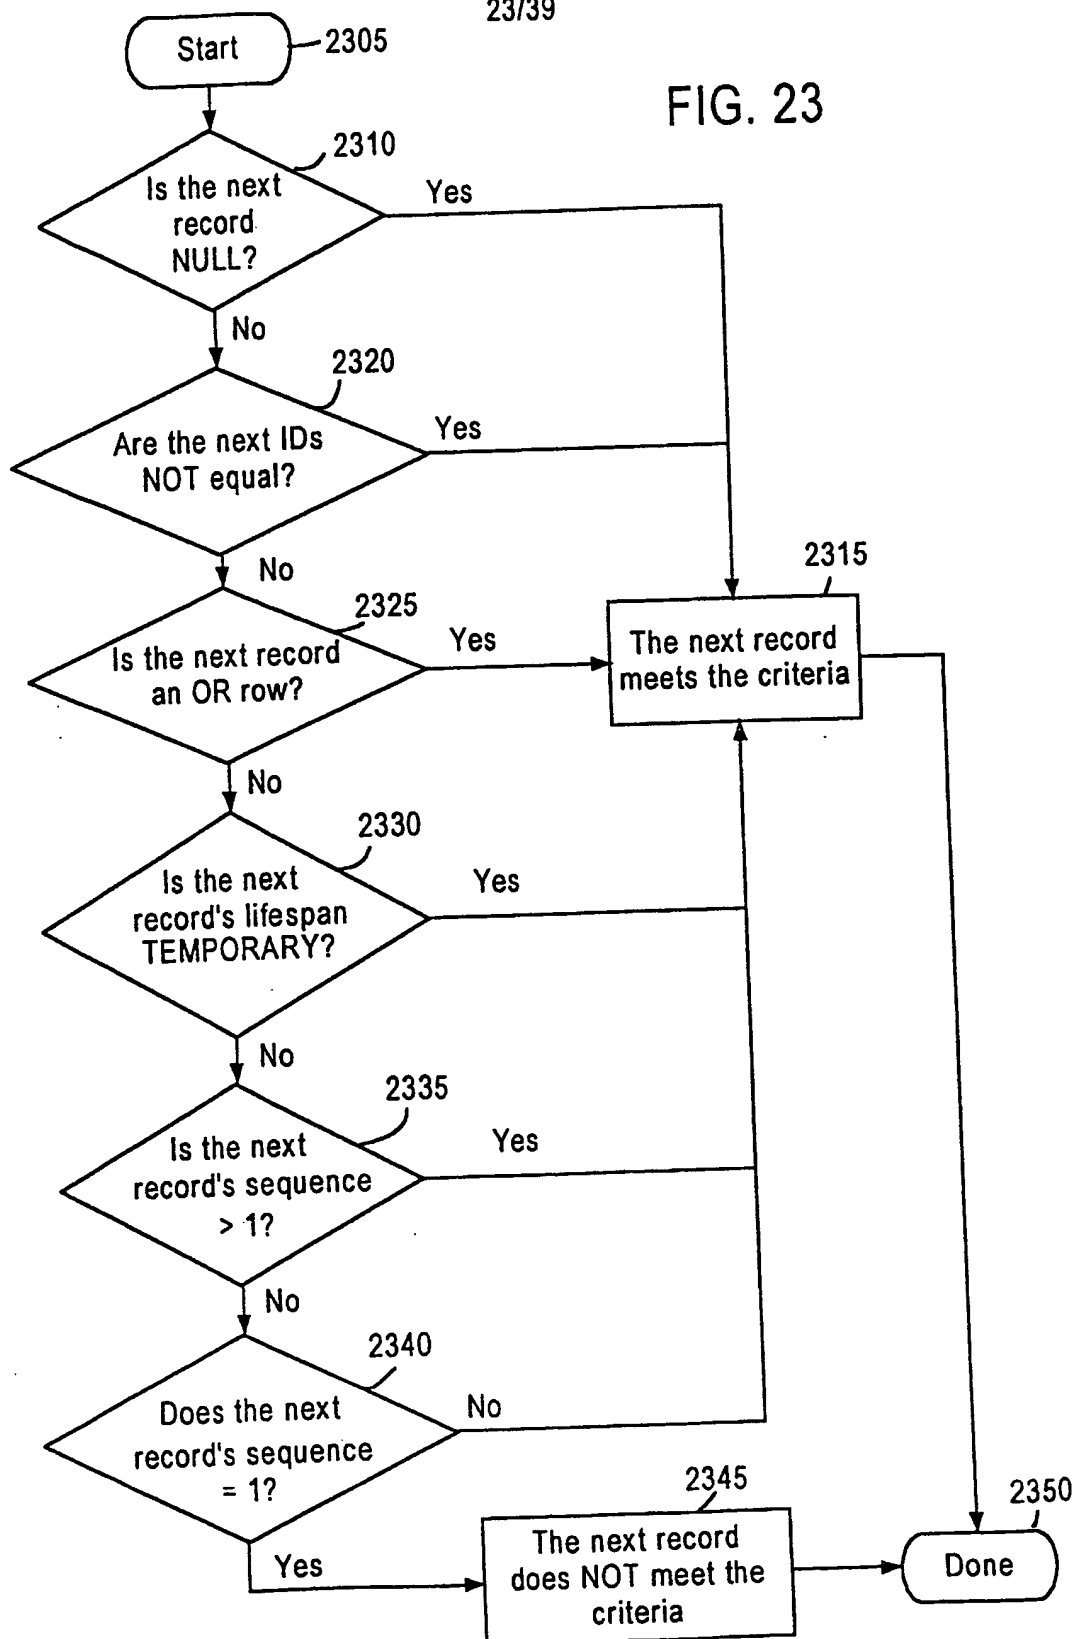 23/39
Start
2305
FIG. 23
2310
Is the next
record
NULL?
Yes
No
2320
Are the next IDs
NOT equal?
Yes
No
2325
Is the next record
an OR row?
Yes
2315
The next record
meets the criteria
No
2330
Is the next
record's lifespan
TEMPORARY?
Yes
No
2335
Is the next
record's sequence
> 1?
Yes
No
2340
Does the next
record's sequence
= 1?
No
Yes
2345
The next record
does NOT meet the
criteria
2350
Done